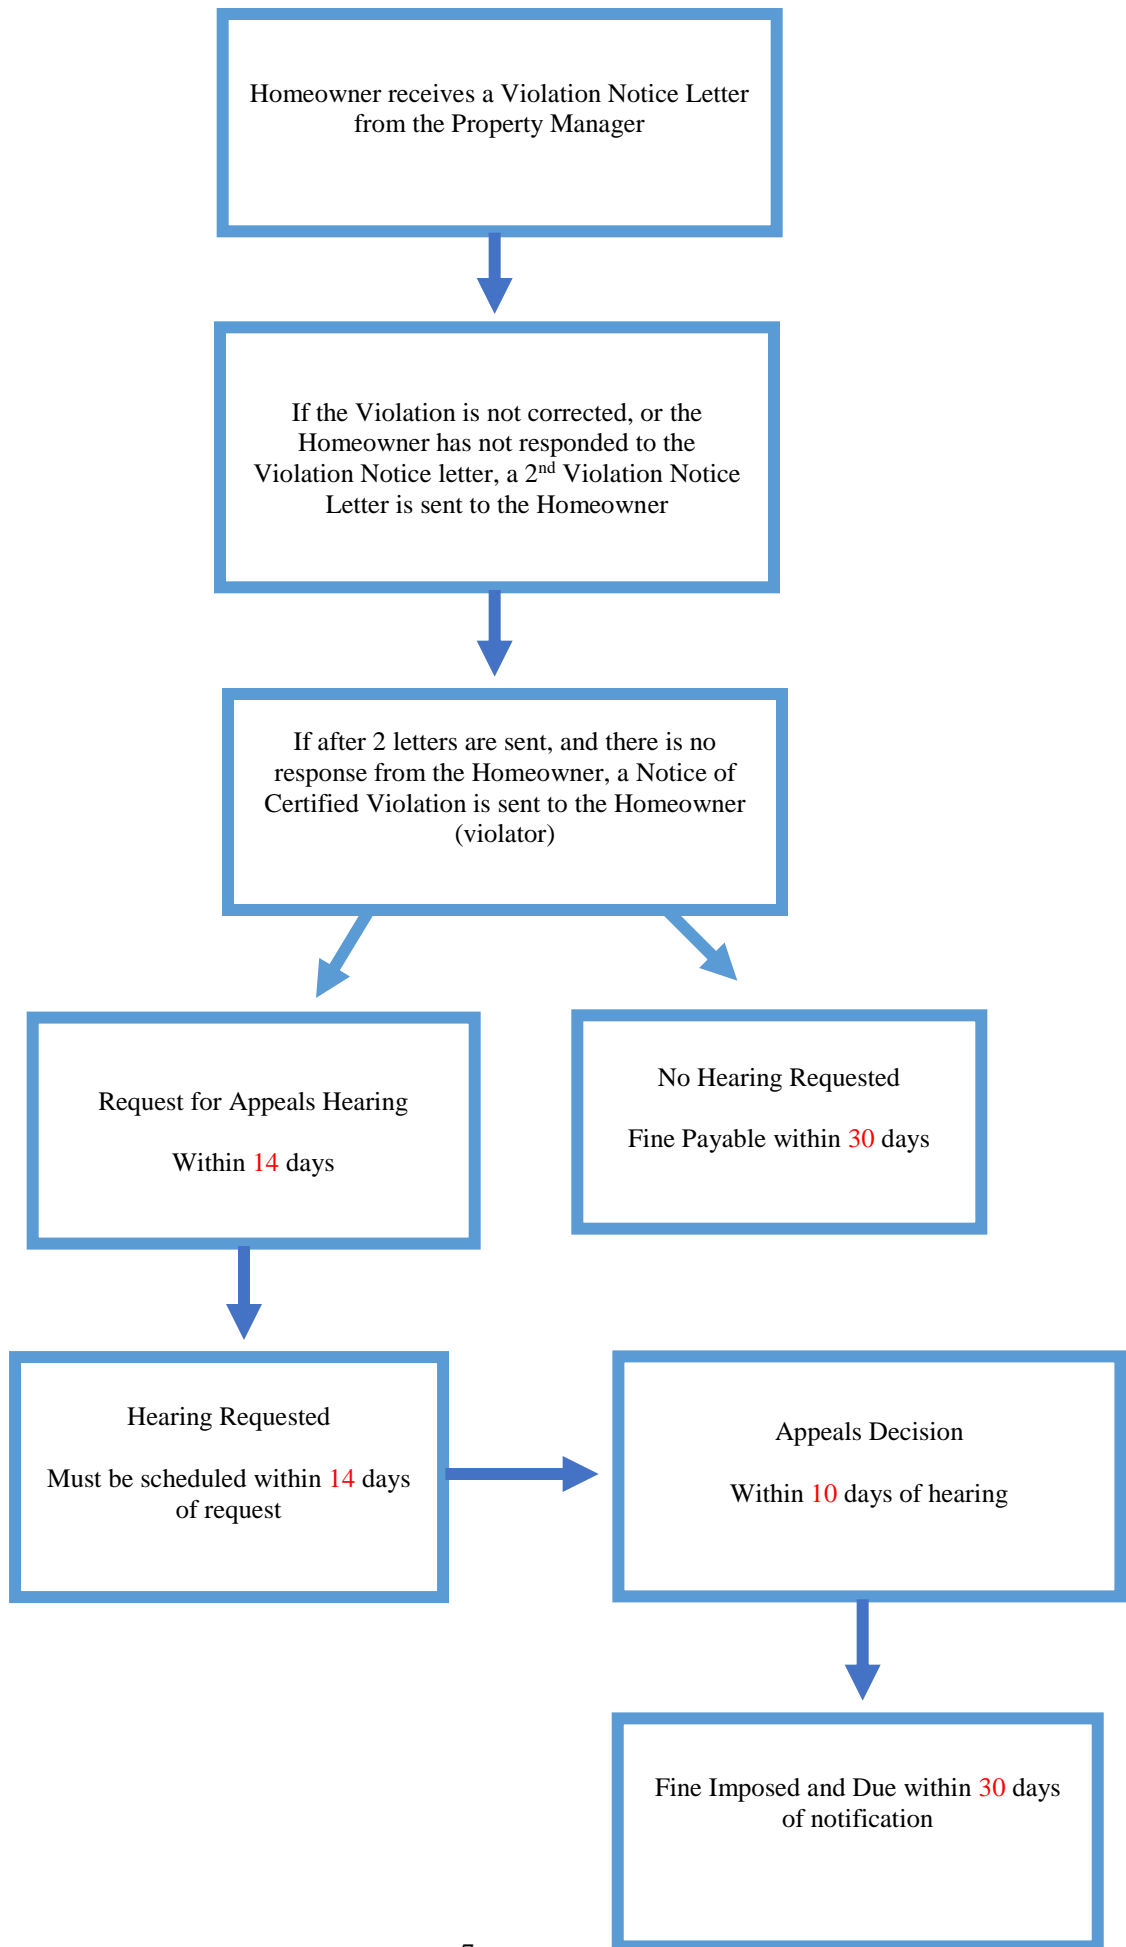 Homeowner receives a Violation Notice Letter
from the Property Manager
If the Violation is not corrected, or the
Homeowner has not responded to the
Violation Notice letter, a 2nd Violation Notice
Letter is sent to the Homeowner
If after 2 letters are sent, and there is no
response from the Homeowner, a Notice of
Certified Violation is sent to the Homeowner
(violator)
Request for Appeals Hearing
Within 14 days
No Hearing Requested
Fine Payable within 30 days
Hearing Requested
Must be scheduled within 14 days
of request
Appeals Decision
Within 10 days of hearing
Fine Imposed and Due within 30 days
of notification